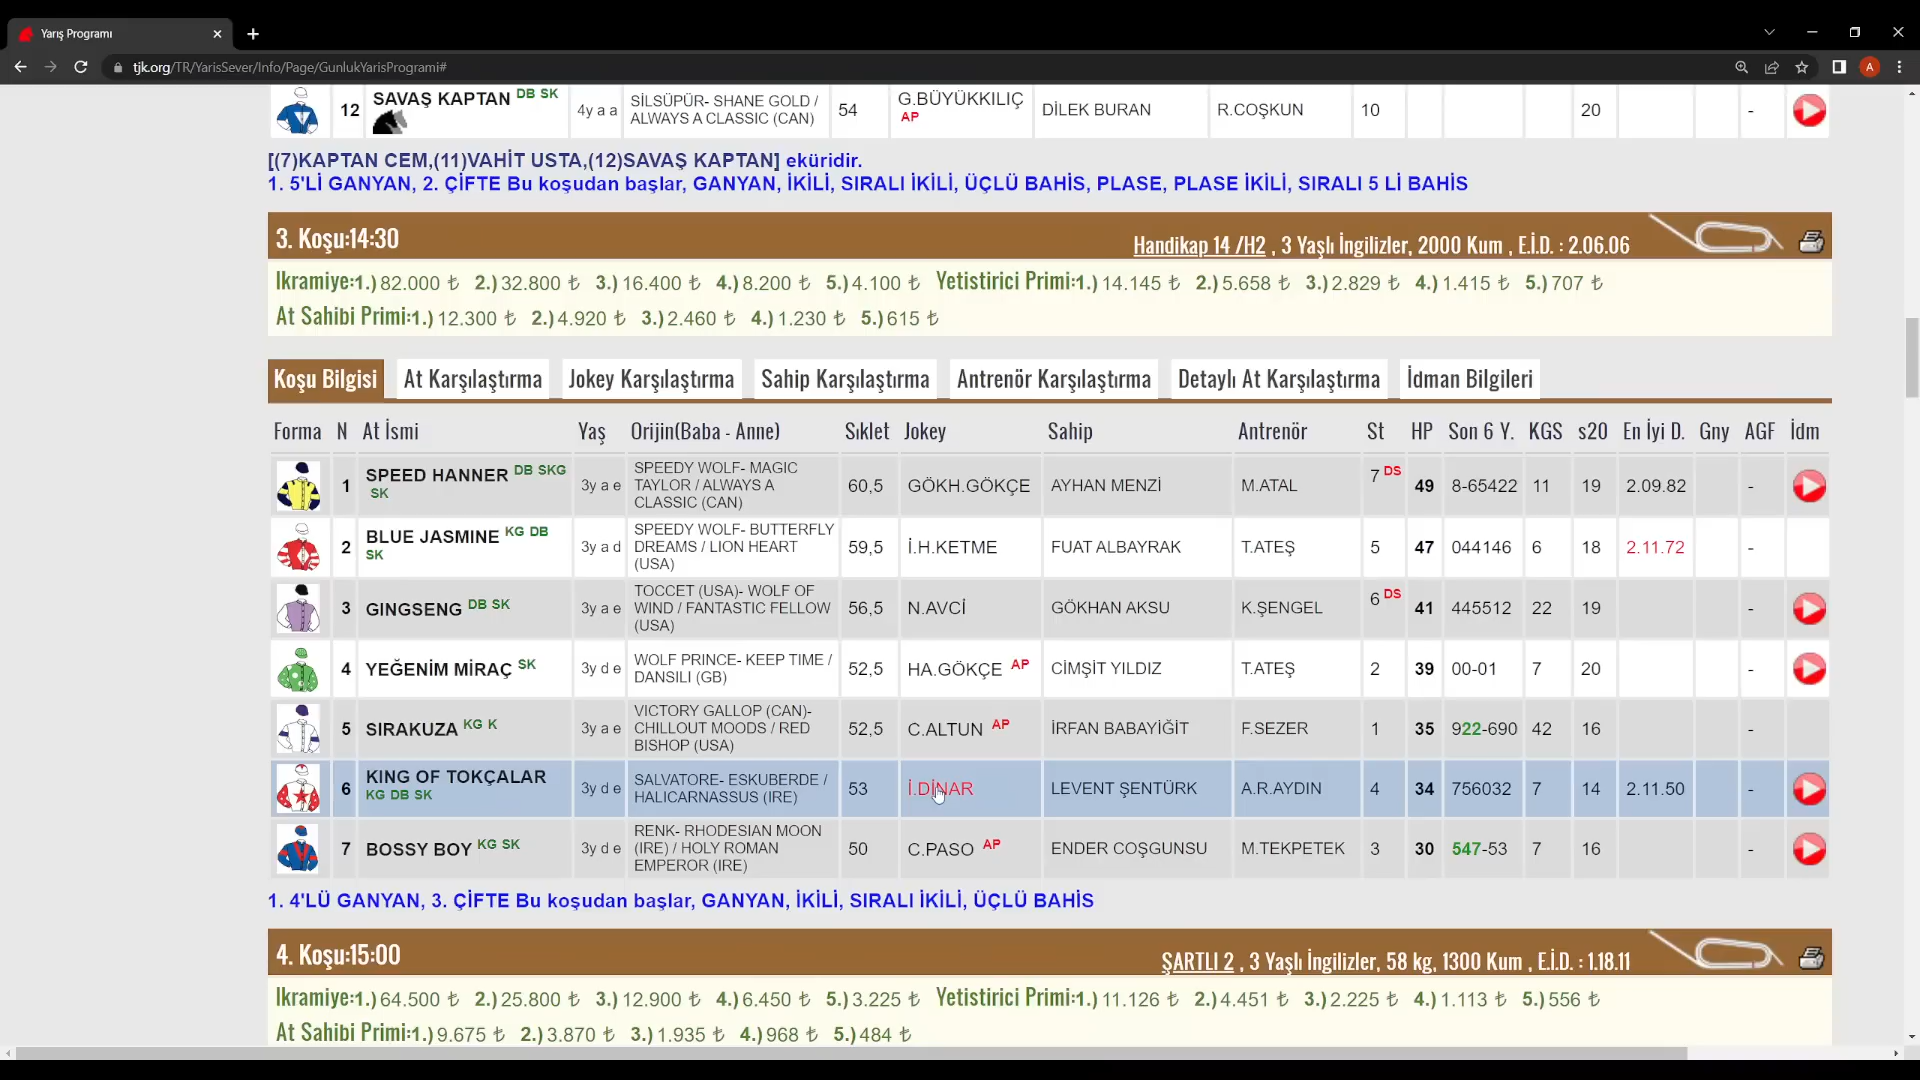 Yarış Programı
tjk.org/TR/YarisSever/Info/Page/GunlukYarisProgrami#
A
12 SAVAŞ KAPTAN DB SK 4y a a SİLSÜPÜR- SHANE GOLD / ALWAYS A CLASSIC (CAN) 54 G.BÜYÜKKILIÇ AP DİLEK BURAN R.COŞKUN 10 20 -
[(7)KAPTAN CEM,(11)VAHİT USTA,(12)SAVAŞ KAPTAN] eküridir.
1. 5'Lİ GANYAN, 2. ÇİFTE Bu koşudan başlar, GANYAN, İKİLİ, SIRALI İKİLİ, ÜÇLÜ BAHİS, PLASE, PLASE İKİLİ, SIRALI 5 Lİ BAHİS
3. Koşu:14:30 Handikap 14 /H2 , 3 Yaşlı İngilizler, 2000 Kum , E.İ.D. : 2.06.06
Ikramiye:1.) 82.000 ₺ 2.) 32.800 ₺ 3.) 16.400 ₺ 4.) 8.200 ₺ 5.) 4.100 ₺ Yetistirici Primi:1.) 14.145 ₺ 2.) 5.658 ₺ 3.) 2.829 ₺ 4.) 1.415 ₺ 5.) 707 ₺
At Sahibi Primi:1.) 12.300 ₺ 2.) 4.920 ₺ 3.) 2.460 ₺ 4.) 1.230 ₺ 5.) 615 ₺
Koşu Bilgisi At Karşılaştırma Jokey Karşılaştırma Sahip Karşılaştırma Antrenör Karşılaştırma Detaylı At Karşılaştırma İdman Bilgileri
Forma N At İsmi Yaş Orijin(Baba - Anne) Sıklet Jokey Sahip Antrenör St HP Son 6 Y. KGS s20 En İyi D. Gny AGF İdm
1 SPEED HANNER DB SKG SK 3y a e SPEEDY WOLF- MAGIC TAYLOR / ALWAYS A CLASSIC (CAN) 60,5 GÖKH.GÖKÇE AYHAN MENZİ M.ATAL 7 DS 49 8-65422 11 19 2.09.82 -
2 BLUE JASMINE KG DB SK 3y a d SPEEDY WOLF- BUTTERFLY DREAMS / LION HEART (USA) 59,5 İ.H.KETME FUAT ALBAYRAK T.ATEŞ 5 47 044146 6 18 2.11.72 -
3 GINGSENG DB SK 3y a e TOCCET (USA)- WOLF OF WIND / FANTASTIC FELLOW (USA) 56,5 N.AVCİ GÖKHAN AKSU K.ŞENGEL 6 DS 41 445512 22 19 -
4 YEĞENİM MİRAÇ SK 3y d e WOLF PRINCE- KEEP TIME / DANSILI (GB) 52,5 HA.GÖKÇE AP CİMŞİT YILDIZ T.ATEŞ 2 39 00-01 7 20 -
5 SIRAKUZA KG K 3y a e VICTORY GALLOP (CAN)- CHILLOUT MOODS / RED BISHOP (USA) 52,5 C.ALTUN AP İRFAN BABAYİĞİT F.SEZER 1 35 922-690 42 16 -
6 KING OF TOKÇALAR KG DB SK 3y d e SALVATORE- ESKUBERDE / HALICARNASSUS (IRE) 53 İ.DİNAR LEVENT ŞENTÜRK A.R.AYDIN 4 34 756032 7 14 2.11.50 -
7 BOSSY BOY KG SK 3y d e RENK- RHODESIAN MOON (IRE) / HOLY ROMAN EMPEROR (IRE) 50 C.PASO AP ENDER COŞGUNSU M.TEKPETEK 3 30 547-53 7 16 -
1. 4'LÜ GANYAN, 3. ÇİFTE Bu koşudan başlar, GANYAN, İKİLİ, SIRALI İKİLİ, ÜÇLÜ BAHİS
4. Koşu:15:00 ŞARTLI 2 , 3 Yaşlı İngilizler, 58 kg, 1300 Kum , E.İ.D. : 1.18.11
Ikramiye:1.) 64.500 ₺ 2.) 25.800 ₺ 3.) 12.900 ₺ 4.) 6.450 ₺ 5.) 3.225 ₺ Yetistirici Primi:1.) 11.126 ₺ 2.) 4.451 ₺ 3.) 2.225 ₺ 4.) 1.113 ₺ 5.) 556 ₺
At Sahibi Primi:1.) 9.675 ₺ 2.) 3.870 ₺ 3.) 1.935 ₺ 4.) 968 ₺ 5.) 484 ₺